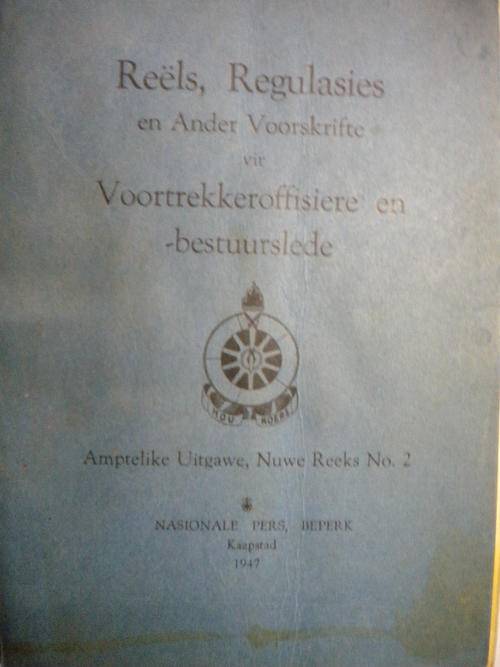 Reëls, Regulasies
en Ander Voorskrifte
vir
Voortrekkeroffisiere en
-bestuurslede
HOU KOERS
Amptelike Uitgawe, Nuwe Reeks No. 2
NASIONALE PERS, BEPERK
Kaapstad
1947